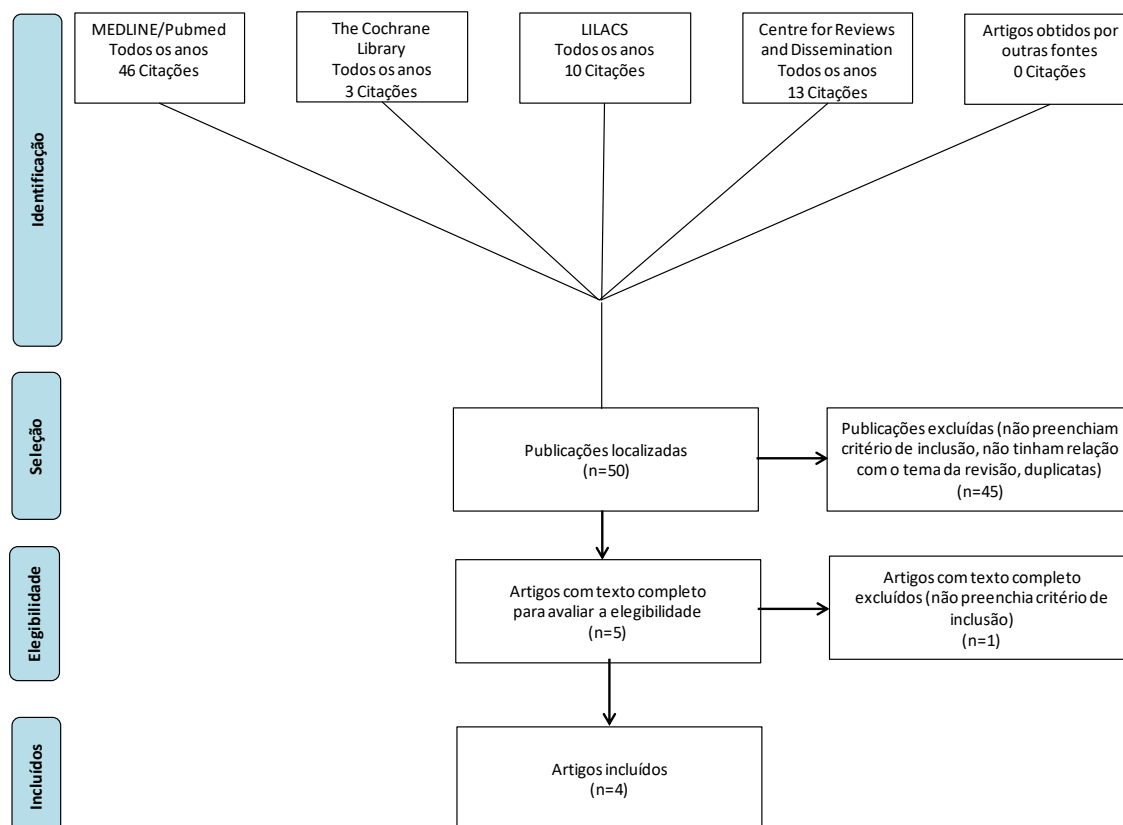 MEDLINE/Pubmed
Todos os anos
46 Citações
The Cochrane
Library
Todos os anos
3 Citações
LILACS
Todos os anos
10 Citações
Centre for Reviews
and Dissemination
Todos os anos
13 Citações
Artigos obtidos por
outras fontes
0 Citações
Identificação
Seleção
Publicações localizadas
(n=50)
Publicações excluídas (não preenchiam
critério de inclusão, não tinham relação
com o tema da revisão, duplicatas)
(n=45)
Elegibilidade
Artigos com texto completo
para avaliar a elegibilidade
(n=5)
Artigos com texto completo
excluídos (não preenchia critério de
inclusão)
(n=1)
Incluídos
Artigos incluídos
(n=4)